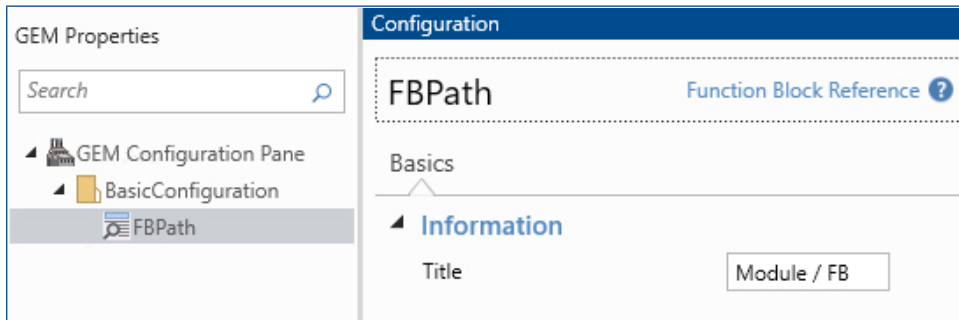 GEM Properties
Search
GEM Configuration Pane
BasicConfiguration
FBPath
Configuration
FBPath
Function Block Reference ?
Basics
Information
Title
Module / FB